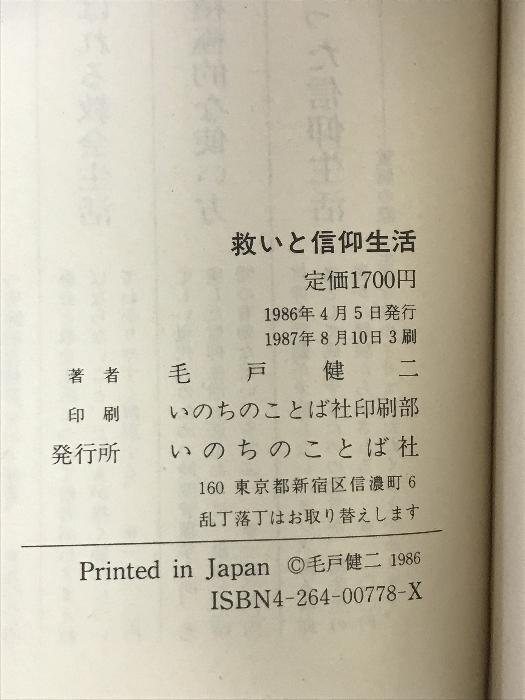 救いと信仰生活
定価1700円
1986年4月5日発行
1987年8月10日3刷
著者 毛戸健二
印刷 いのちのことば社印刷部
発行所 いのちのことば社
160 東京都新宿区信濃町6
乱丁落丁はお取り替えします
Printed in Japan ©毛戸健二 1986
ISBN4-264-00778-X